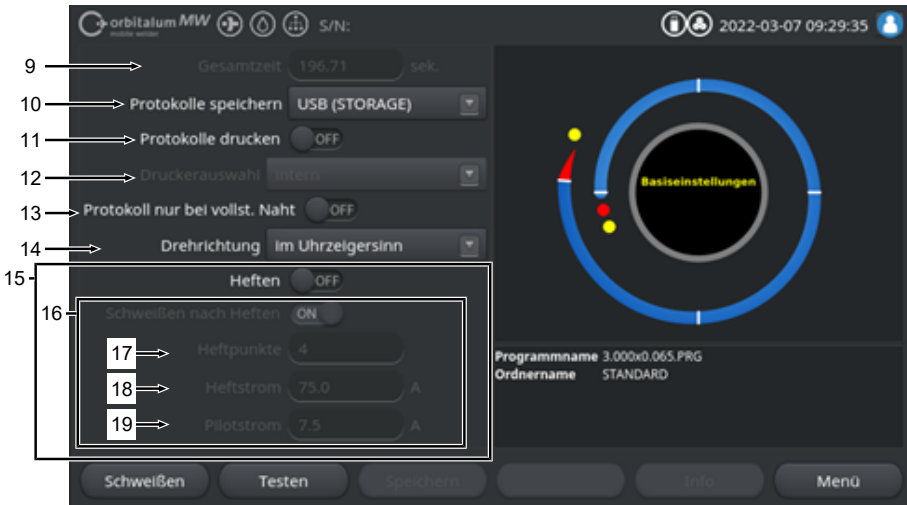 orbitalum MW S/N: 2022-03-07 09:29:35
mobile welder
9 Gesamtzeit 196.71 sek.
10 Protokolle speichern USB (STORAGE)
11 Protokolle drucken OFF
12 Druckerauswahl intern
13 Protokoll nur bei vollst. Naht OFF
14 Drehrichtung im Uhrzeigersinn
15 Heften OFF
16 Schweißen nach Heften ON
17 Heftpunkte 4
18 Heftstrom 75.0 A
19 Pilotstrom 7.5 A
Basiseinstellungen
Programmname 3.000x0.065.PRG
Ordnername STANDARD
Schweißen Testen Speichern Info Menü